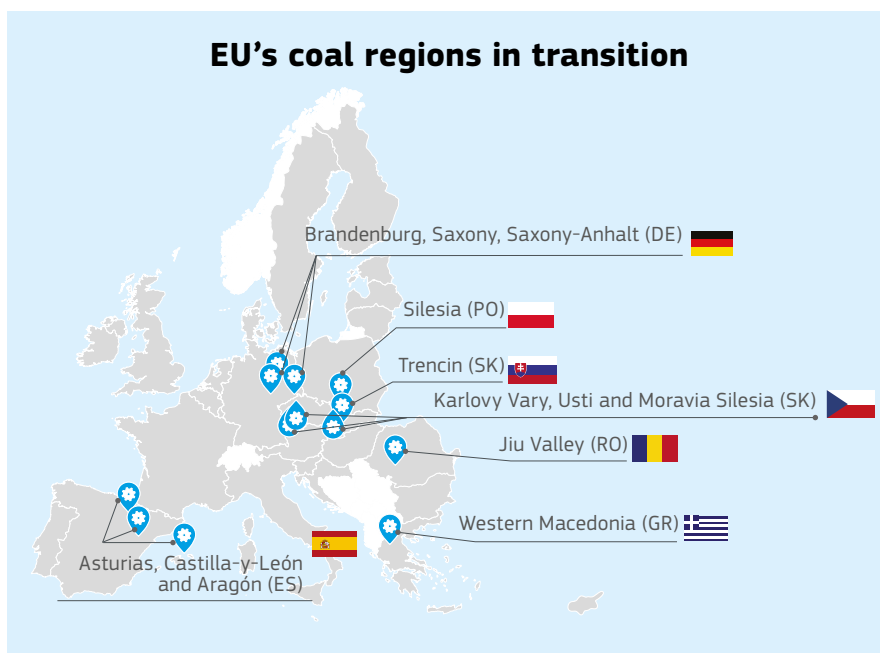 EU's coal regions in transition
Brandenburg, Saxony, Saxony-Anhalt (DE)
Silesia (PO)
Trencin (SK)
Karlovy Vary, Usti and Moravia Silesia (SK)
Jiu Valley (RO)
Western Macedonia (GR)
Asturias, Castilla-y-León
and Aragón (ES)